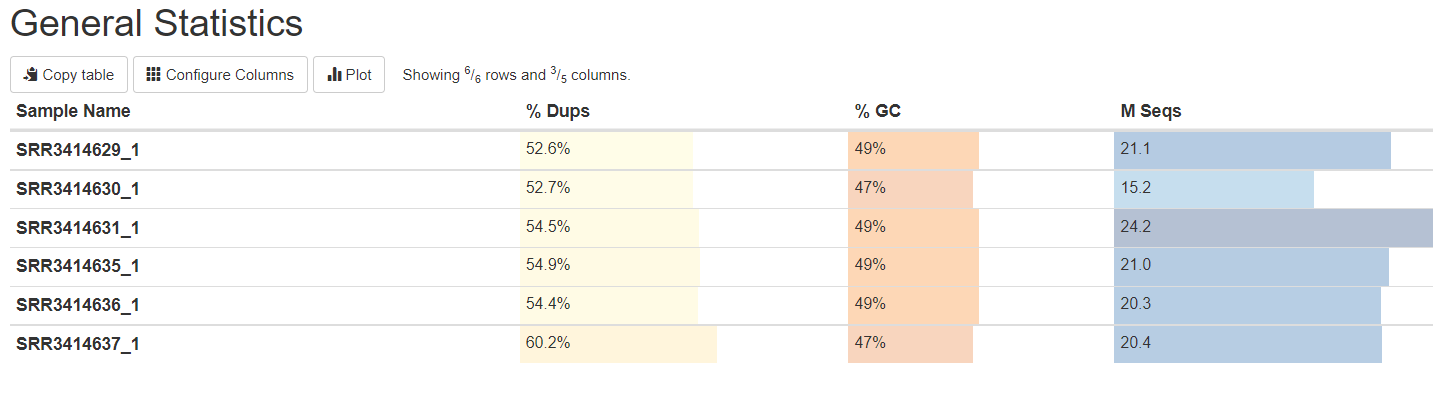 General Statistics
Copy table Configure Columns Plot Showing 6/6 rows and 3/5 columns.
Sample Name % Dups % GC M Seqs
SRR3414629_1 52.6% 49% 21.1
SRR3414630_1 52.7% 47% 15.2
SRR3414631_1 54.5% 49% 24.2
SRR3414635_1 54.9% 49% 21.0
SRR3414636_1 54.4% 49% 20.3
SRR3414637_1 60.2% 47% 20.4